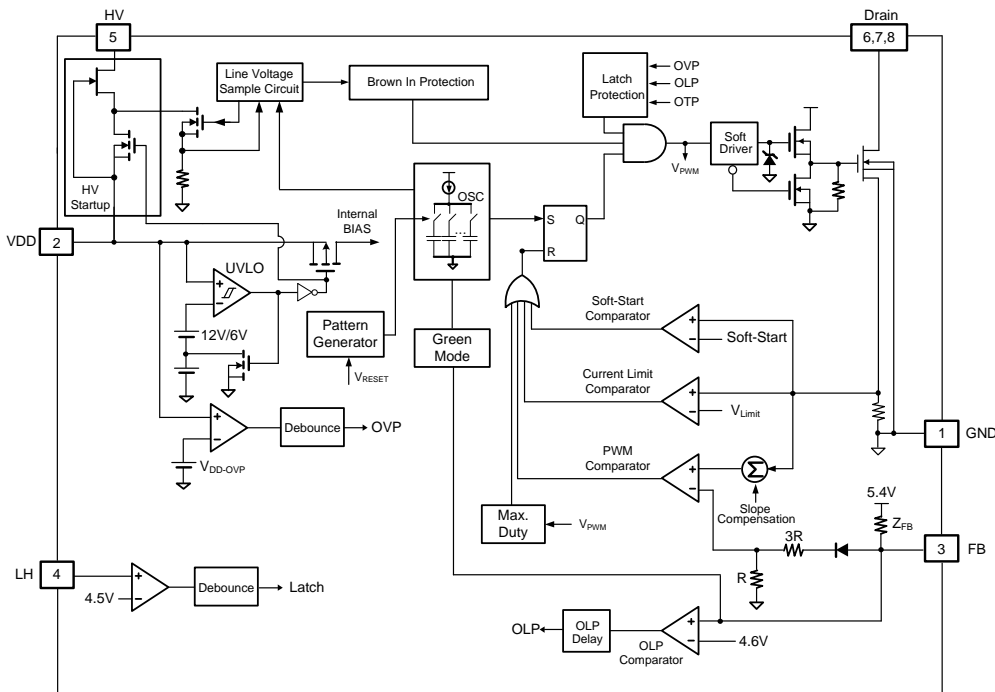 HV
5
Drain
6,7,8
HV
Startup
Line Voltage
Sample Circuit
Brown In Protection
Latch
Protection
OVP
OLP
OTP
Soft
Driver
VPWM
OSC
S
Q
R
Internal
BIAS
VDD
2
UVLO
+
−
12V/6V
Pattern
Generator
VRESET
Green
Mode
Soft-Start
Comparator
+
−
Soft-Start
Current Limit
Comparator
+
−
VLimit
+
−
VDD-OVP
Debounce
OVP
1
GND
PWM
Comparator
+
−
Σ
Slope
Compensation
Max.
Duty
VPWM
5.4V
ZFB
3R
R
3
FB
LH
4
+
−
4.5V
Debounce
Latch
OLP
OLP
Delay
OLP
Comparator
+
−
4.6V